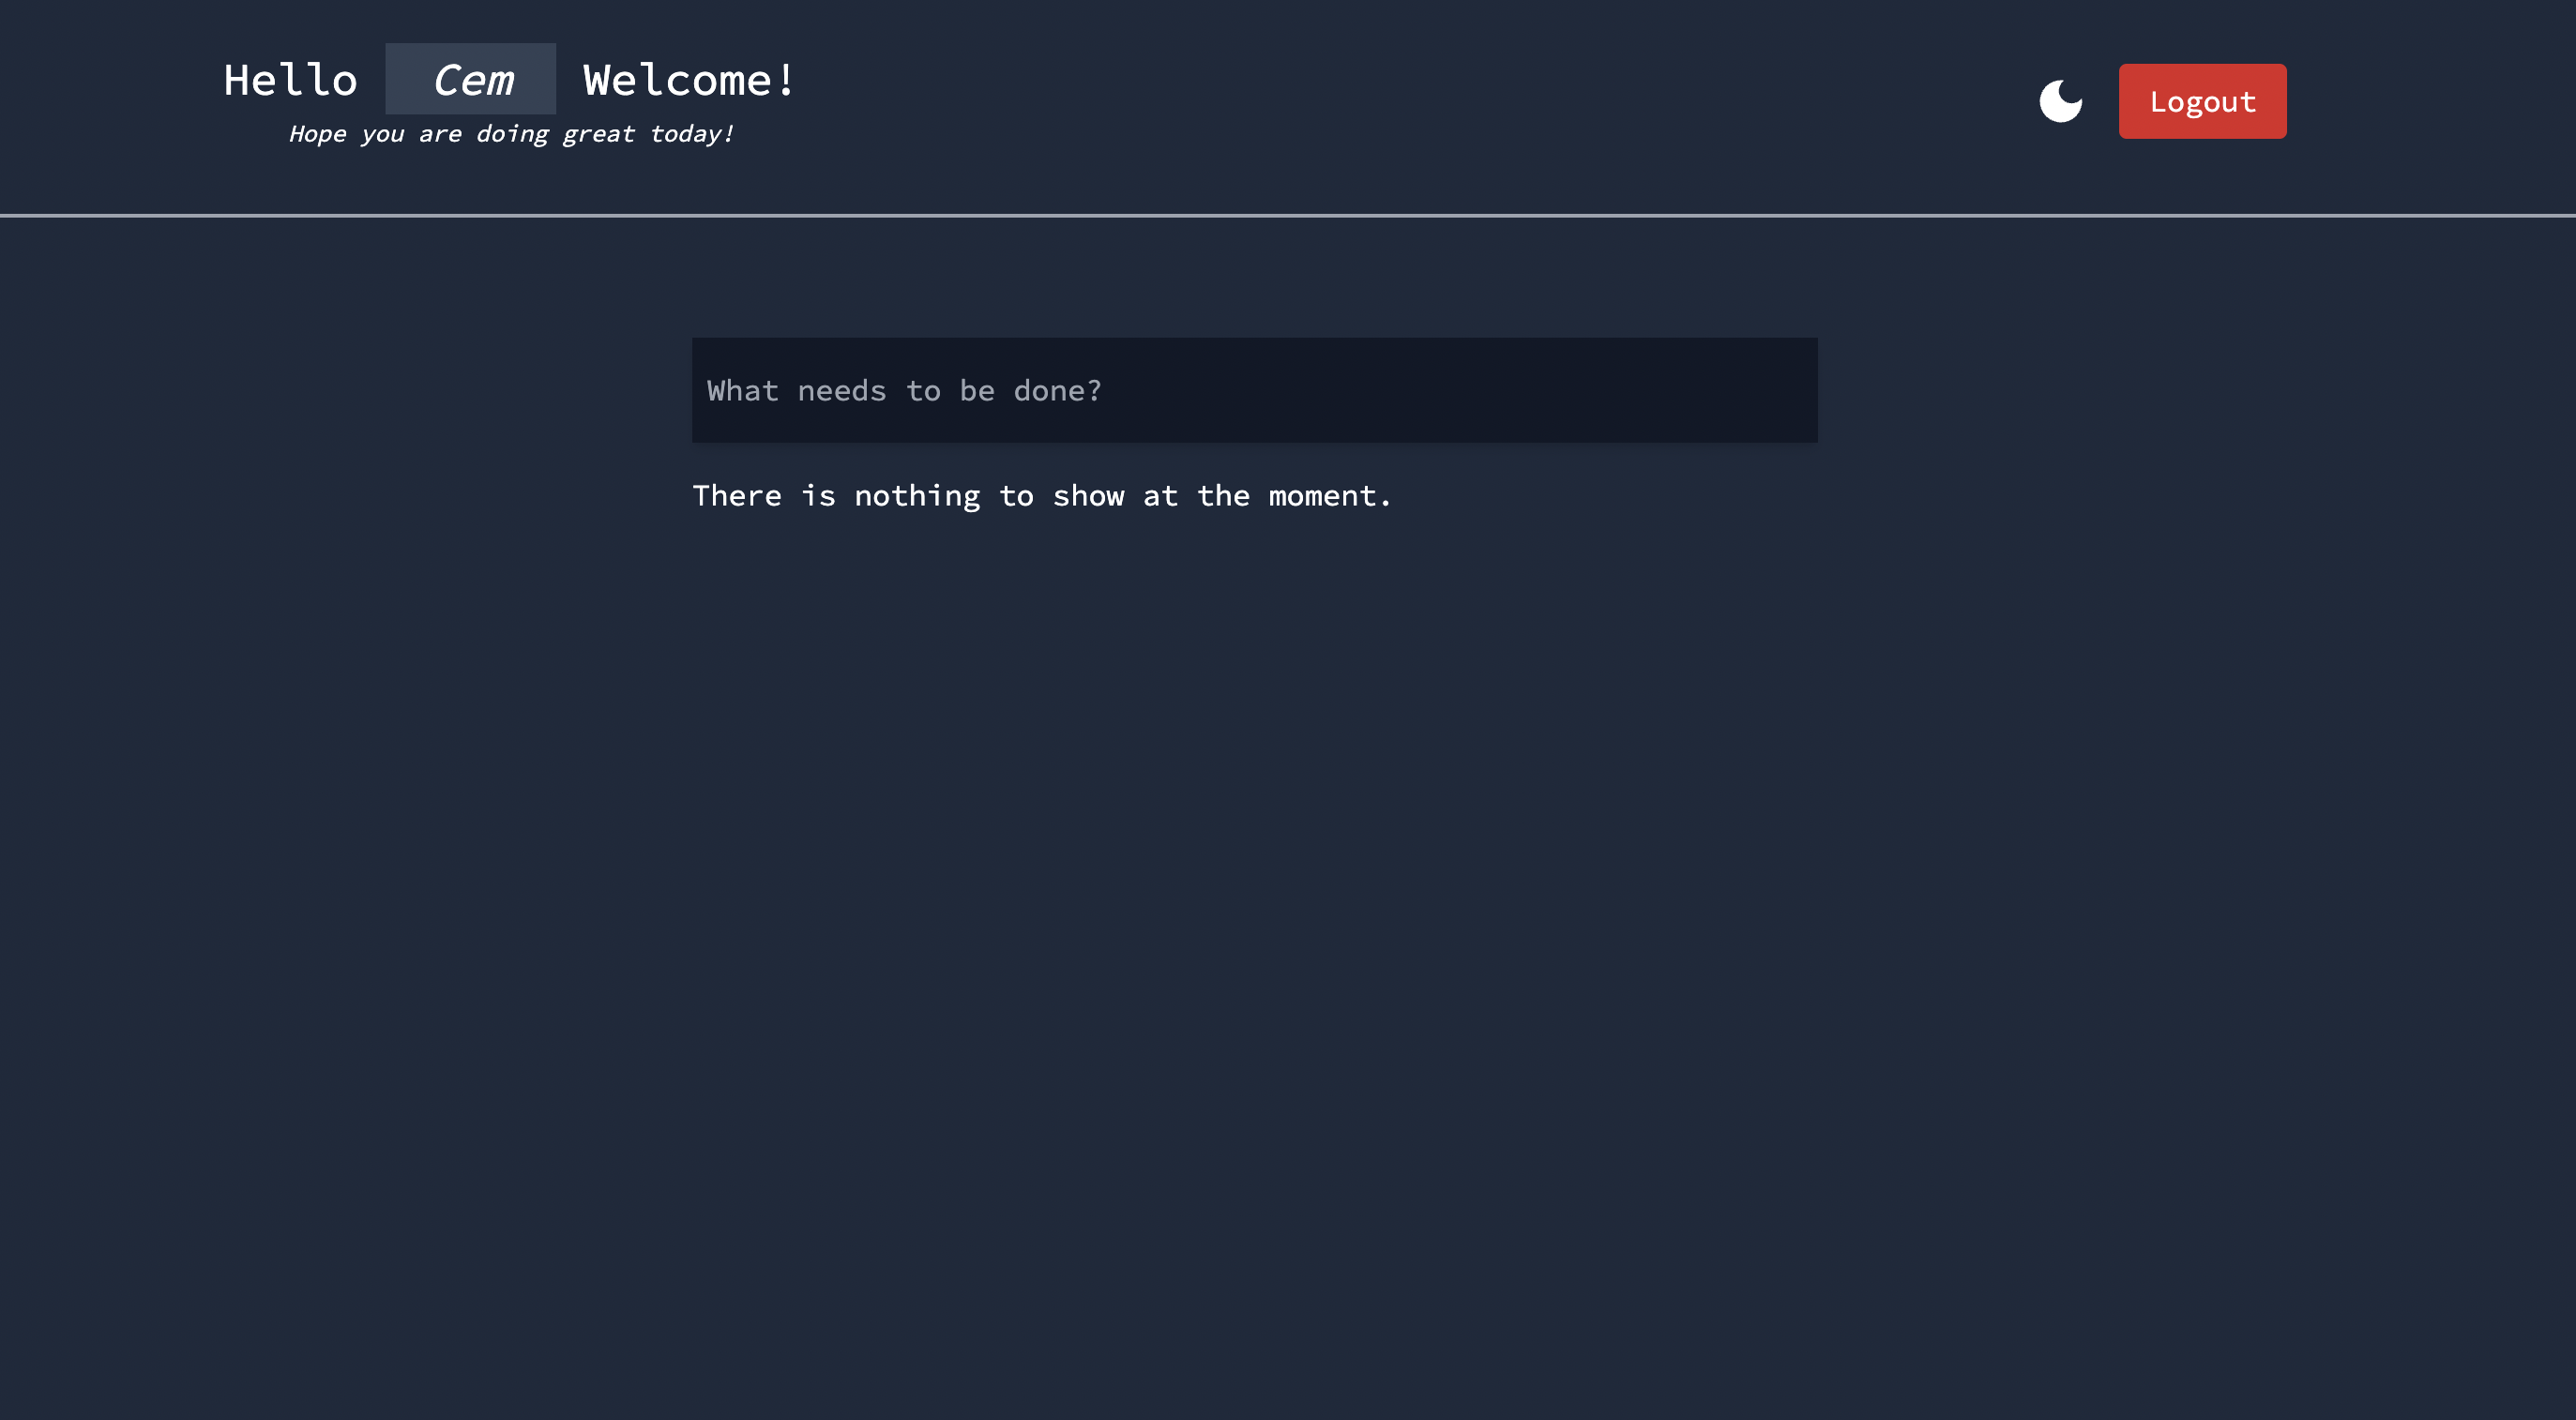 Hello Cem Welcome!
Hope you are doing great today!
Logout
What needs to be done?
There is nothing to show at the moment.